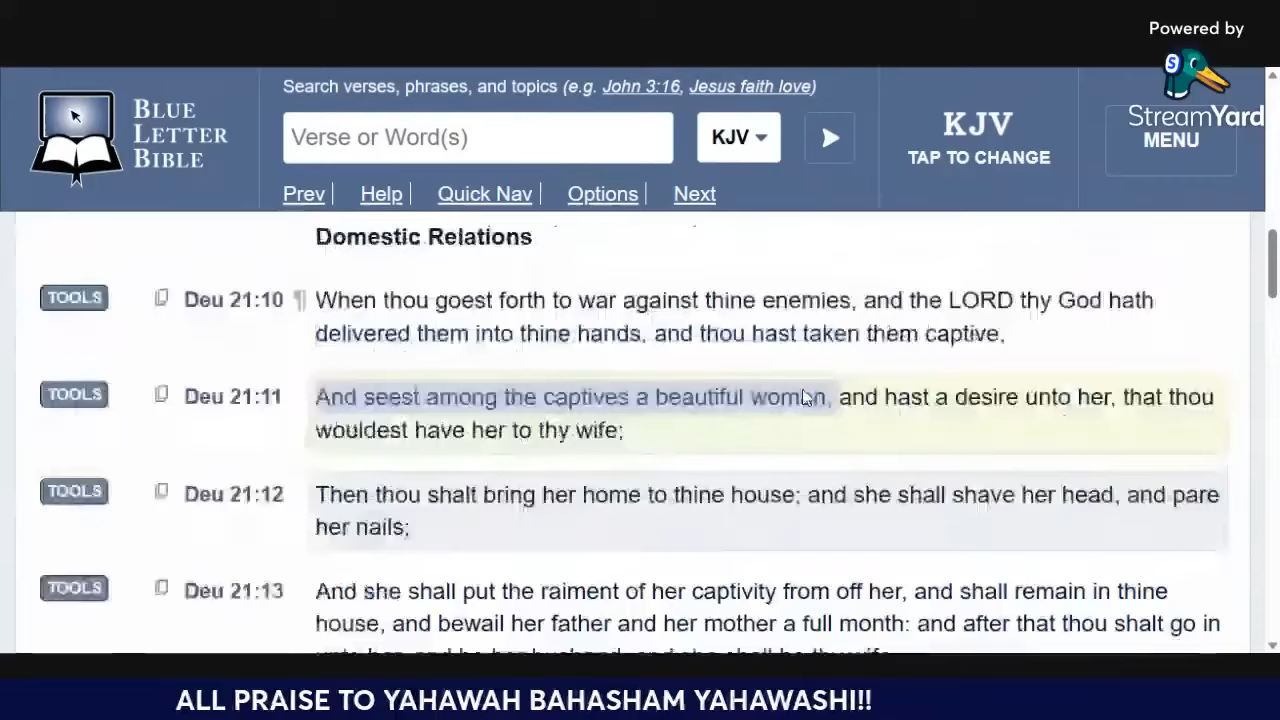 Powered by
StreamYard
Search verses, phrases, and topics (e.g. John 3:16, Jesus faith love)
BLUE
LETTER
BIBLE
Verse or Word(s)
KJV
KJV
TAP TO CHANGE
MENU
Prev
Help
Quick Nav
Options
Next
Domestic Relations
TOOLS
Deu 21:10
¶ When thou goest forth to war against thine enemies, and the LORD thy God hath
delivered them into thine hands, and thou hast taken them captive,
TOOLS
Deu 21:11
And seest among the captives a beautiful woman, and hast a desire unto her, that thou
wouldest have her to thy wife;
TOOLS
Deu 21:12
Then thou shalt bring her home to thine house; and she shall shave her head, and pare
her nails;
TOOLS
Deu 21:13
And she shall put the raiment of her captivity from off her, and shall remain in thine
house, and bewail her father and her mother a full month: and after that thou shalt go in
ALL PRAISE TO YAHAWAH BAHASHAM YAHAWASHI!!